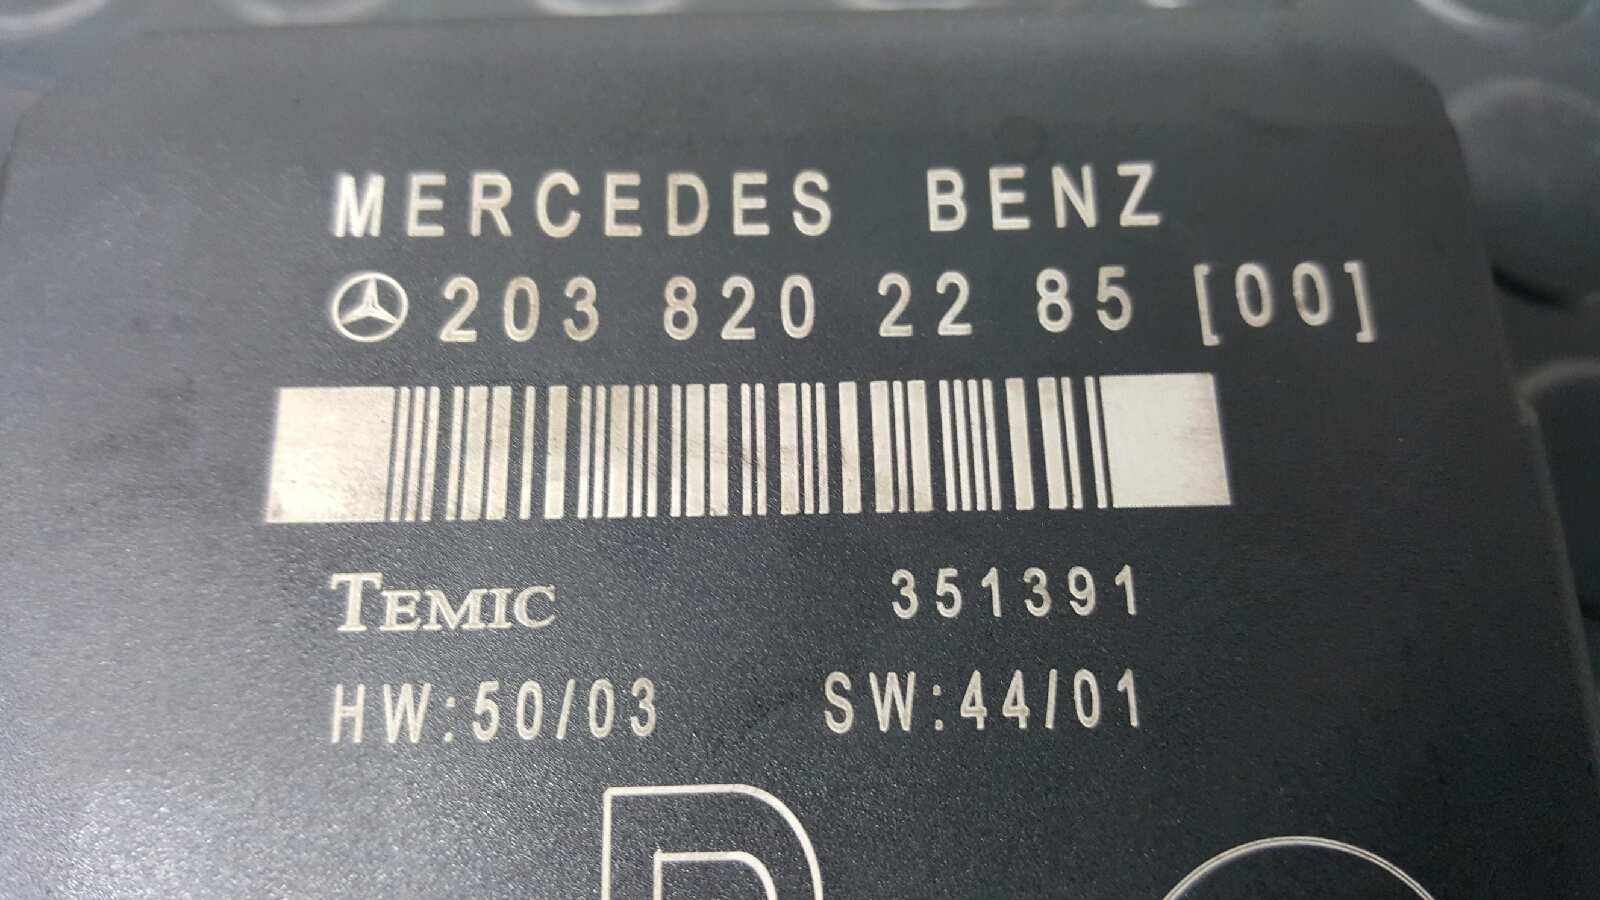 MERCEDES BENZ
203 820 22 85 [00]
TEMIC 351391
HW:50/03 SW:44/01